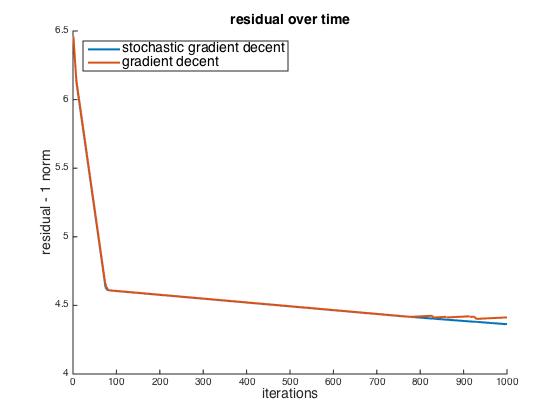 residual over time
stochastic gradient decent
gradient decent
6.5
6
5.5
5
4.5
4
residual - 1 norm
0 100 200 300 400 500 600 700 800 900 1000
iterations